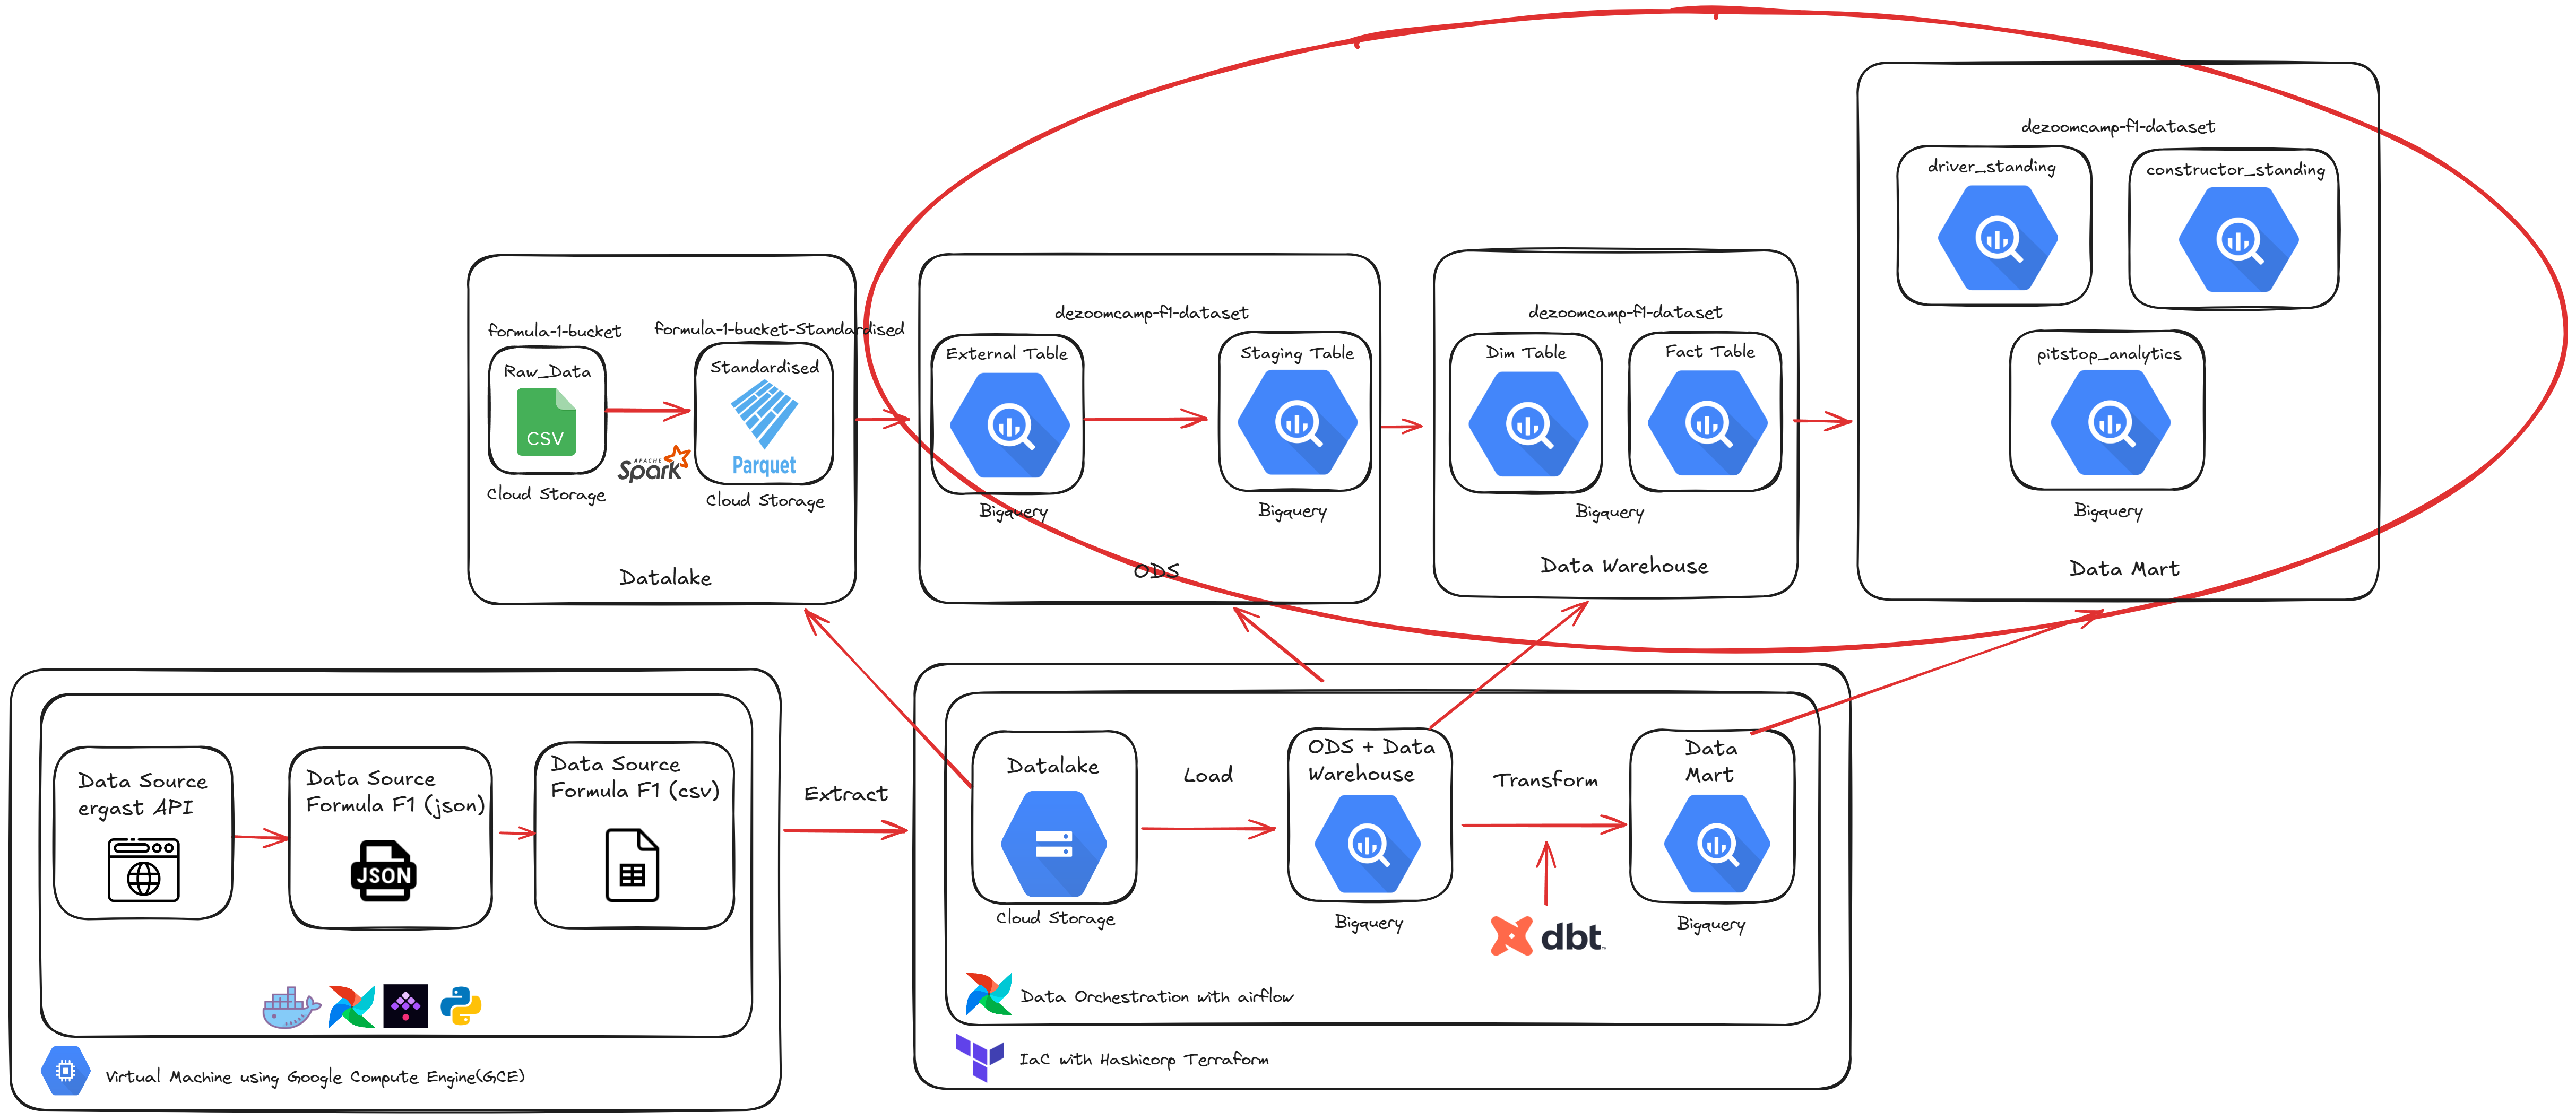 dezoomcamp-f1-dataset
driver_standing
constructor_standing
pitstop_analytics
Bigquery
Data Mart
formula-1-bucket
formula-1-bucket-Standardised
Raw_Data
CSV
Cloud Storage
APACHE
Spark
Standardised
Parquet
Cloud Storage
Datalake
dezoomcamp-f1-dataset
External Table
Staging Table
Bigquery
Bigquery
ODS
dezoomcamp-f1-dataset
Dim Table
Fact Table
Bigquery
Data Warehouse
Data Source
ergast API
Data Source
Formula F1 (json)
JSON
Data Source
Formula F1 (csv)
Virtual Machine using Google Compute Engine(GCE)
Extract
Datalake
Cloud Storage
Load
ODS + Data
Warehouse
Bigquery
Transform
dbt
Data
Mart
Bigquery
Data Orchestration with airflow
IaC with Hashicorp Terraform